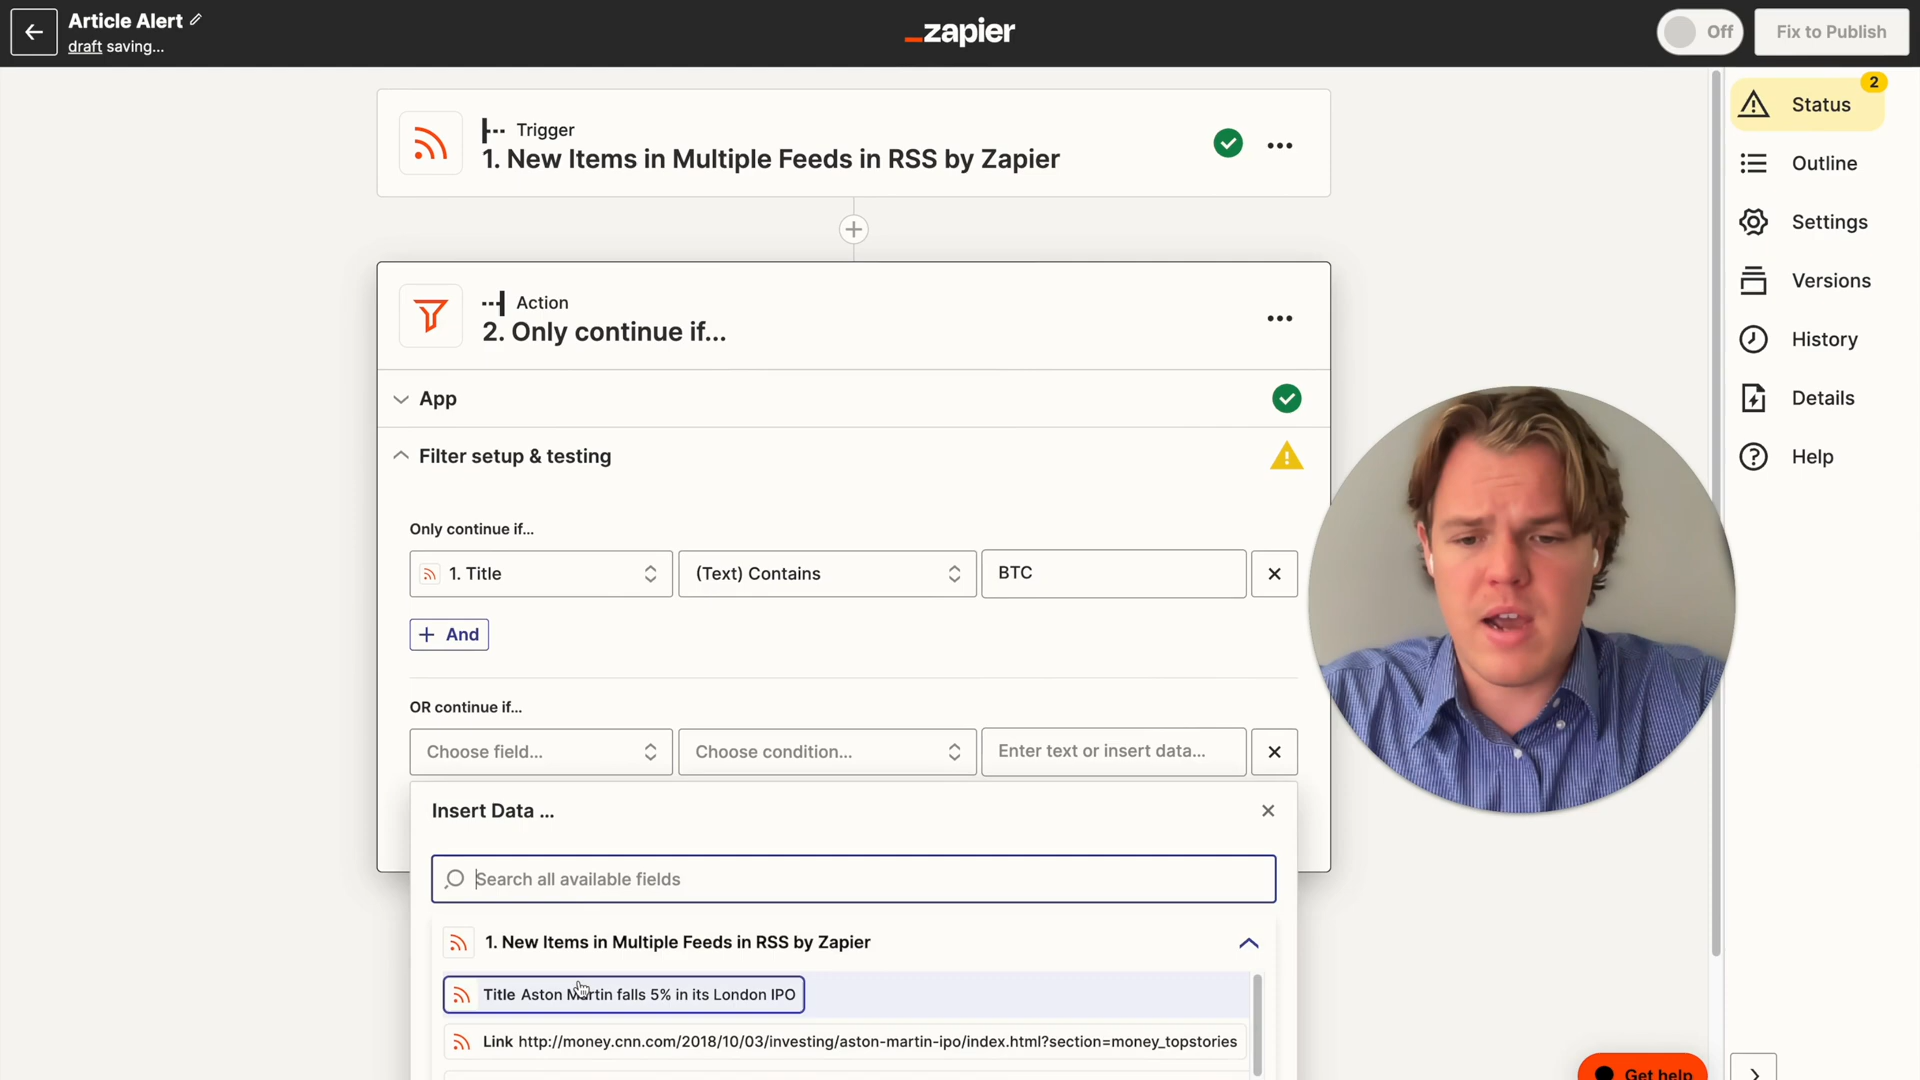 Article Alert
draft saving...
zapier
Off
Fix to Publish
2
Status
Outline
Settings
Versions
History
Details
Help
Trigger
1. New Items in Multiple Feeds in RSS by Zapier
Action
2. Only continue if...
App
Filter setup & testing
Only continue if...
1. Title
(Text) Contains
BTC
And
OR continue if...
Choose field...
Choose condition...
Enter text or insert data...
Insert Data ...
Search all available fields
1. New Items in Multiple Feeds in RSS by Zapier
Title Aston Martin falls 5% in its London IPO
Link http://money.cnn.com/2018/10/03/investing/aston-martin-ipo/index.html?section=money_topstories
Get help